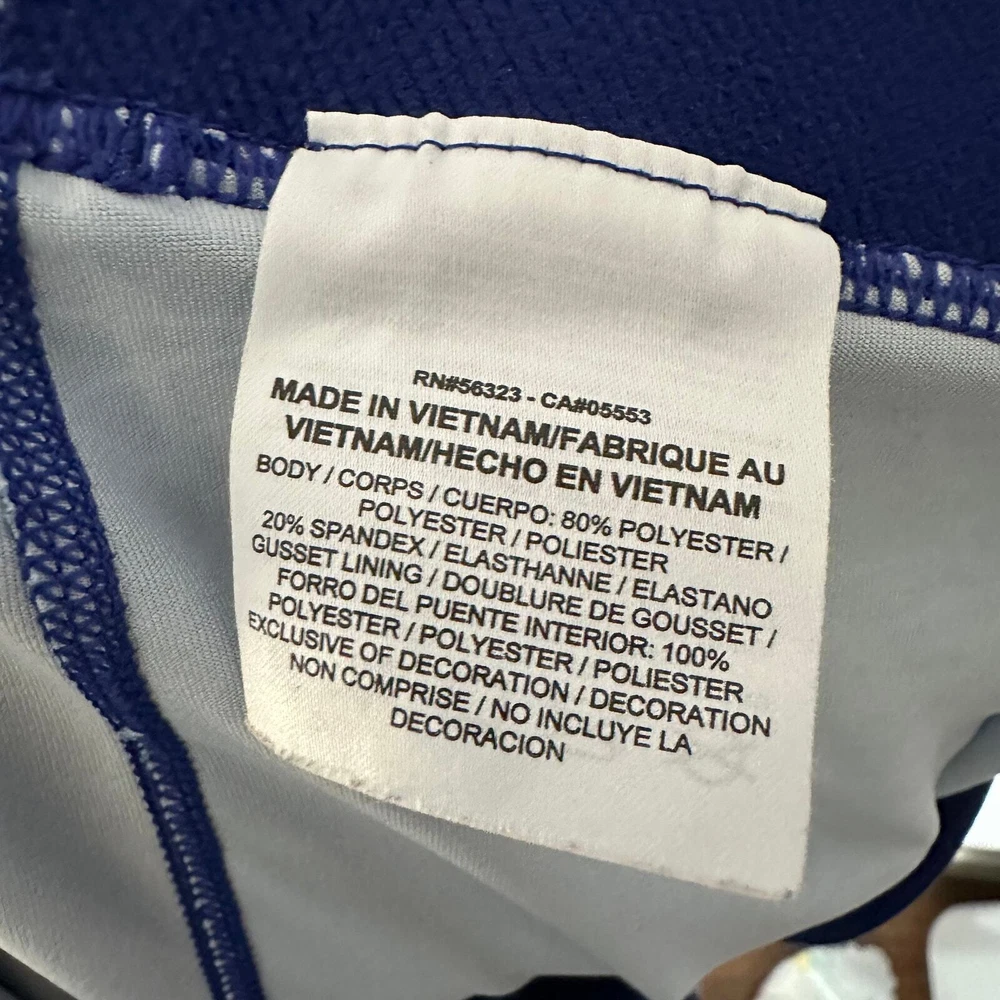 RN#56323 - CA#05553
MADE IN VIETNAM/FABRIQUE AU
VIETNAM/HECHO EN VIETNAM
BODY / CORPS / CUERPO: 80% POLYESTER /
POLYESTER / POLIESTER
20% SPANDEX / ELASTHANNE / ELASTANO
GUSSET LINING / DOUBLURE DE GOUSSET /
FORRO DEL PUENTE INTERIOR: 100%
POLYESTER / POLYESTER / POLIESTER
EXCLUSIVE OF DECORATION / DECORATION
NON COMPRISE / NO INCLUYE LA
DECORACION